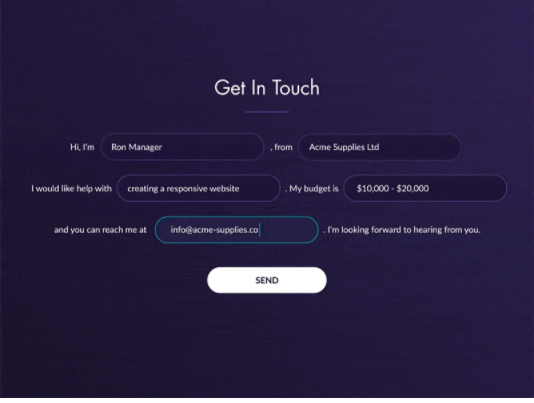 Get In Touch
Hi, I'm Ron Manager , from Acme Supplies Ltd
I would like help with creating a responsive website . My budget is $10,000 - $20,000
and you can reach me at info@acme-supplies.co . I'm looking forward to hearing from you.
SEND